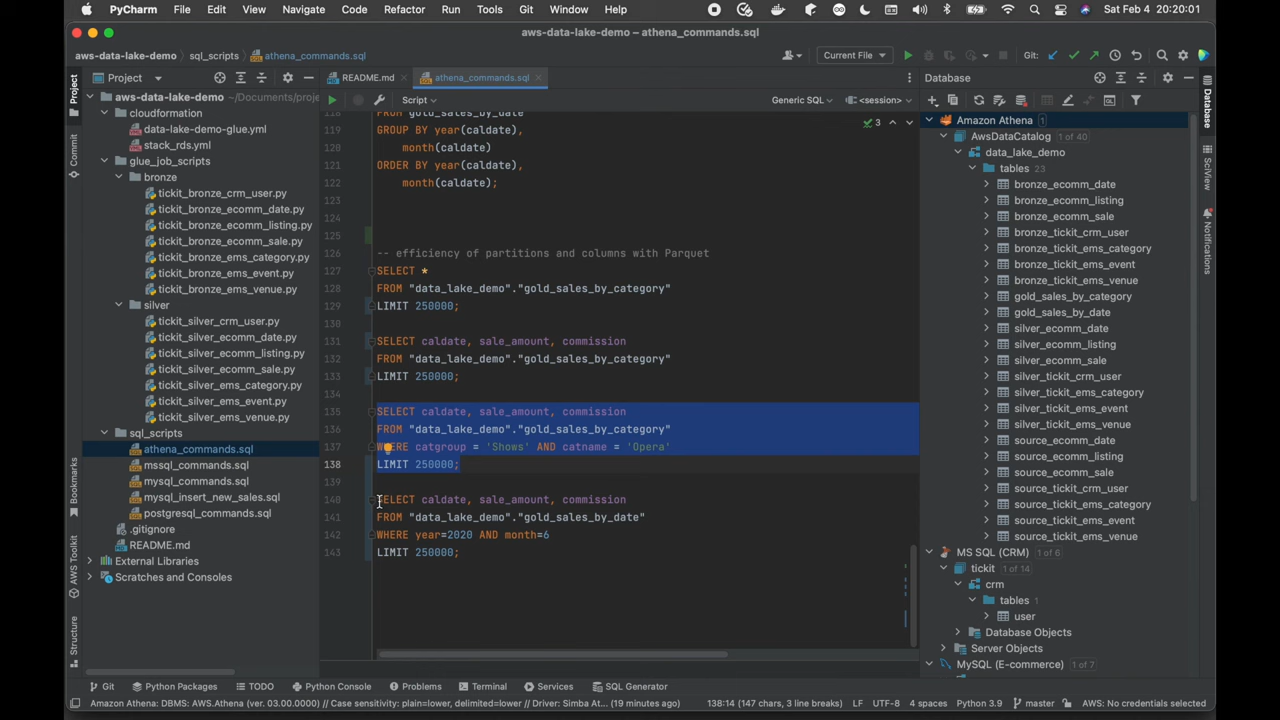 PyCharm File Edit View Navigate Code Refactor Run Tools Git Window Help Sat Feb 4 20:20:01
aws-data-lake-demo – athena_commands.sql
aws-data-lake-demo sql_scripts athena_commands.sql Current File Git:
Project README.md athena_commands.sql Database
aws-data-lake-demo ~/Documents/proje
cloudformation
data-lake-demo-glue.yml
stack_rds.yml
glue_job_scripts
bronze
tickit_bronze_crm_user.py
tickit_bronze_ecomm_date.py
tickit_bronze_ecomm_listing.py
tickit_bronze_ecomm_sale.py
tickit_bronze_ems_category.py
tickit_bronze_ems_event.py
tickit_bronze_ems_venue.py
silver
tickit_silver_crm_user.py
tickit_silver_ecomm_date.py
tickit_silver_ecomm_listing.py
tickit_silver_ecomm_sale.py
tickit_silver_ems_category.py
tickit_silver_ems_event.py
tickit_silver_ems_venue.py
sql_scripts
athena_commands.sql
mssql_commands.sql
mysql_commands.sql
mysql_insert_new_sales.sql
postgresql_commands.sql
.gitignore
README.md
External Libraries
Scratches and Consoles
Project
Commit
Bookmarks
AWS Toolkit
Structure
Script Generic SQL <session>
3
118 FROM gold_sales_by_date
119 GROUP BY year(caldate),
120 month(caldate)
121 ORDER BY year(caldate),
122 month(caldate);
123
124
125
126 -- efficiency of partitions and columns with Parquet
127 SELECT *
128 FROM "data_lake_demo"."gold_sales_by_category"
129 LIMIT 250000;
130
131 SELECT caldate, sale_amount, commission
132 FROM "data_lake_demo"."gold_sales_by_category"
133 LIMIT 250000;
134
135 SELECT caldate, sale_amount, commission
136 FROM "data_lake_demo"."gold_sales_by_category"
137 WHERE catgroup = 'Shows' AND catname = 'Opera'
138 LIMIT 250000;
139
140 SELECT caldate, sale_amount, commission
141 FROM "data_lake_demo"."gold_sales_by_date"
142 WHERE year=2020 AND month=6
143 LIMIT 250000;
Amazon Athena 1
AwsDataCatalog 1 of 40
data_lake_demo
tables 23
bronze_ecomm_date
bronze_ecomm_listing
bronze_ecomm_sale
bronze_tickit_crm_user
bronze_tickit_ems_category
bronze_tickit_ems_event
bronze_tickit_ems_venue
gold_sales_by_category
gold_sales_by_date
silver_ecomm_date
silver_ecomm_listing
silver_ecomm_sale
silver_tickit_crm_user
silver_tickit_ems_category
silver_tickit_ems_event
silver_tickit_ems_venue
source_ecomm_date
source_ecomm_listing
source_ecomm_sale
source_tickit_crm_user
source_tickit_ems_category
source_tickit_ems_event
source_tickit_ems_venue
MS SQL (CRM) 1 of 6
tickit 1 of 14
crm
tables 1
user
Database Objects
Server Objects
MySQL (E-commerce) 1 of 7
Database
SciView
Notifications
Git Python Packages TODO Python Console Problems Terminal Services SQL Generator
Amazon Athena: DBMS: AWS.Athena (ver. 03.00.0000) // Case sensitivity: plain=lower, delimited=lower // Driver: Simba At... (19 minutes ago) 138:14 (147 chars, 3 line breaks) LF UTF-8 4 spaces Python 3.9 master AWS: No credentials selected